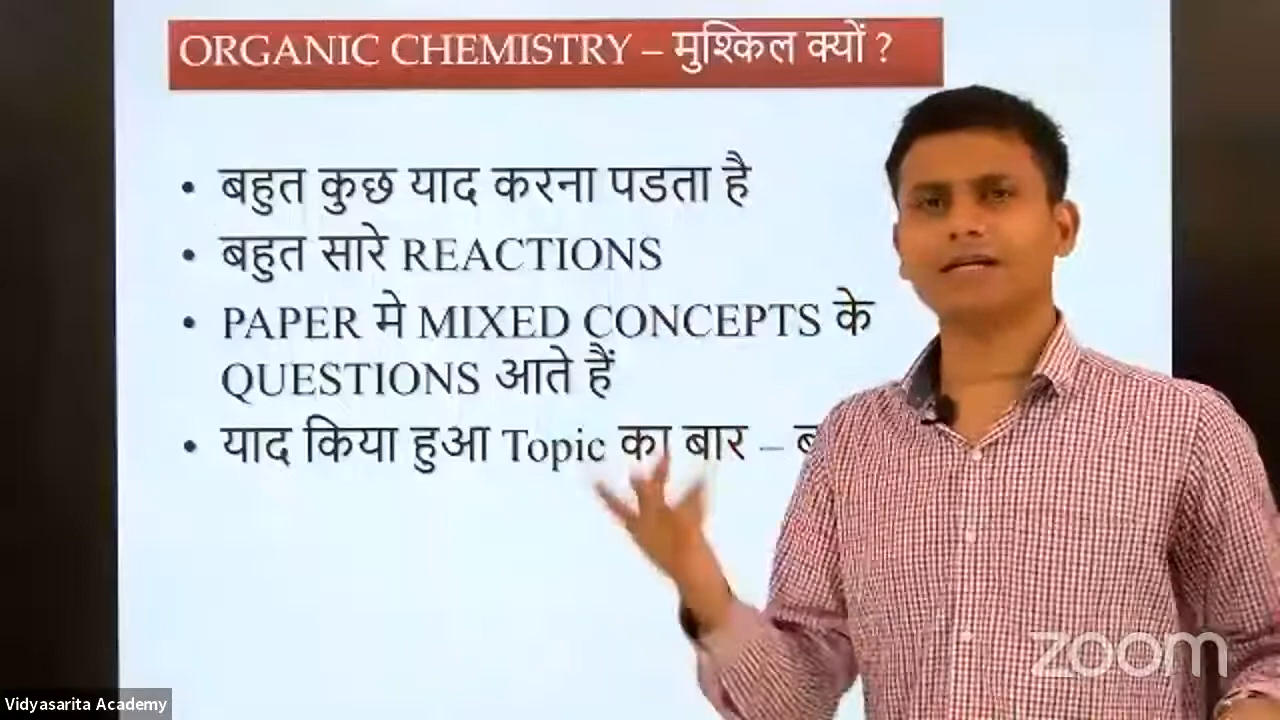 ORGANIC CHEMISTRY – मुश्किल क्यों ?
• बहुत कुछ याद करना पडता है
• बहुत सारे REACTIONS
• PAPER मे MIXED CONCEPTS के
QUESTIONS आते हैं
• याद किया हुआ Topic का बार –
zoom
Vidyasarita Academy